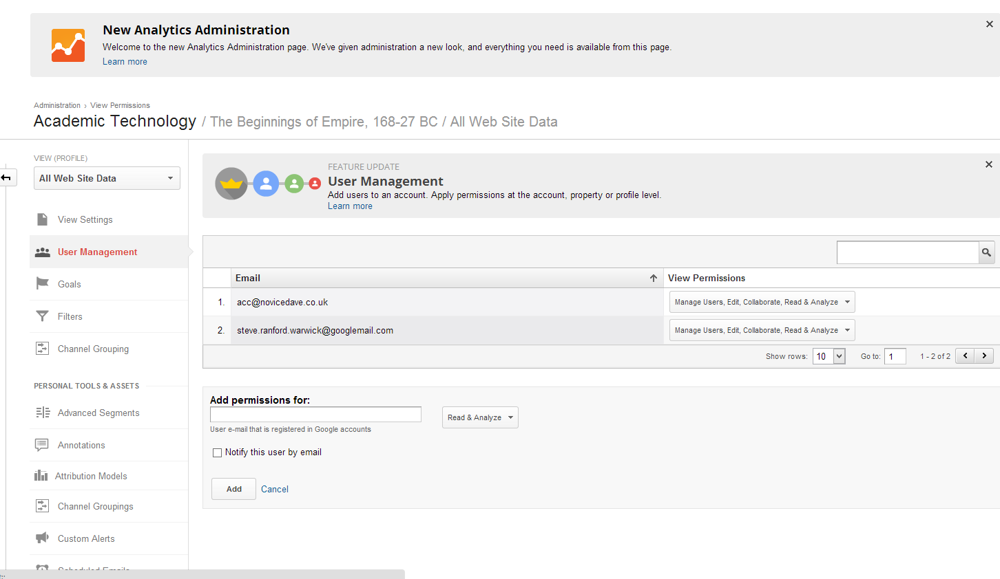 New Analytics Administration
Welcome to the new Analytics Administration page. We've given administration a new look, and everything you need is available from this page.
Learn more
Administration › View Permissions
Academic Technology / The Beginnings of Empire, 168-27 BC / All Web Site Data
VIEW (PROFILE)
All Web Site Data
View Settings
User Management
Goals
Filters
Channel Grouping
PERSONAL TOOLS & ASSETS
Advanced Segments
Annotations
Attribution Models
Channel Groupings
Custom Alerts
Scheduled Emails
FEATURE UPDATE
User Management
Add users to an account. Apply permissions at the account, property or profile level.
Learn more
Email View Permissions
1. acc@novicedave.co.uk Manage Users, Edit, Collaborate, Read & Analyze
2. steve.ranford.warwick@googlemail.com Manage Users, Edit, Collaborate, Read & Analyze
Show rows: 10 Go to: 1 1 - 2 of 2
Add permissions for:
Read & Analyze
User e-mail that is registered in Google accounts
Notify this user by email
Add Cancel